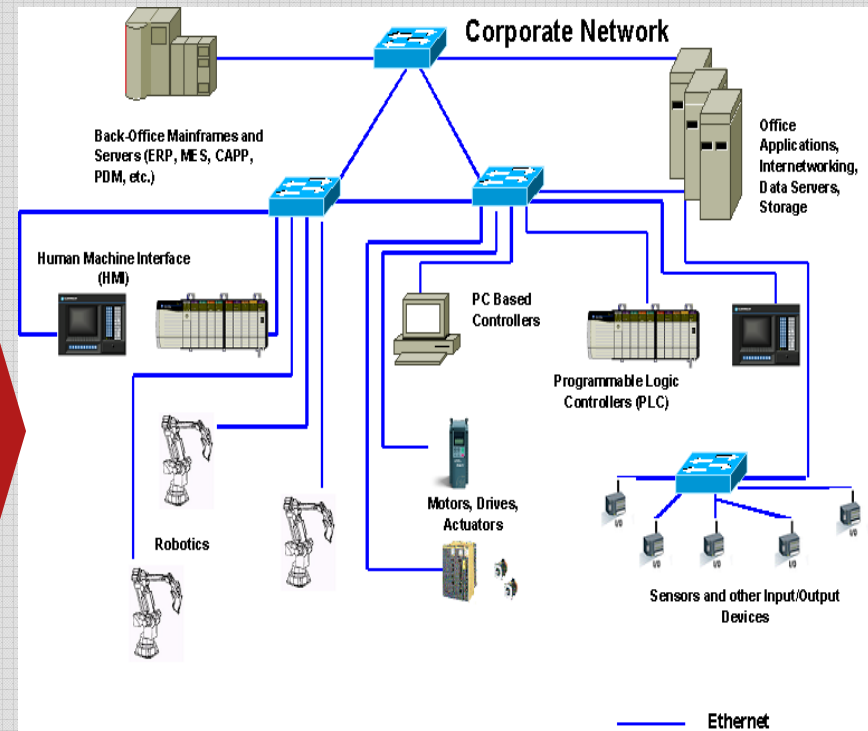 Corporate Network
Back-Office Mainframes and
Servers (ERP, MES, CAPP,
PDM, etc.)
Office
Applications,
Internetworking,
Data Servers,
Storage
Human Machine Interface
(HMI)
PC Based
Controllers
Programmable Logic
Controllers (PLC)
Motors, Drives,
Actuators
Robotics
I/O
I/O
I/O
I/O
I/O
Sensors and other Input/Output
Devices
Ethernet